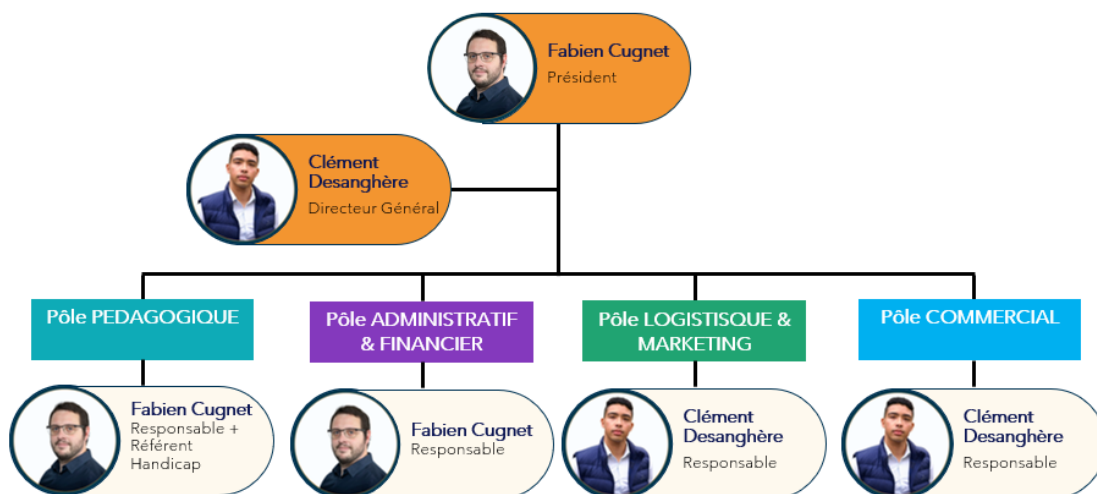 Fabien Cugnet
Président
Clément
Desanghère
Directeur Général
Pôle PEDAGOGIQUE
Pôle ADMINISTRATIF
& FINANCIER
Pôle LOGISTISQUE &
MARKETING
Pôle COMMERCIAL
Fabien Cugnet
Responsable +
Référent
Handicap
Fabien Cugnet
Responsable
Clément
Desanghère
Responsable
Clément
Desanghère
Responsable